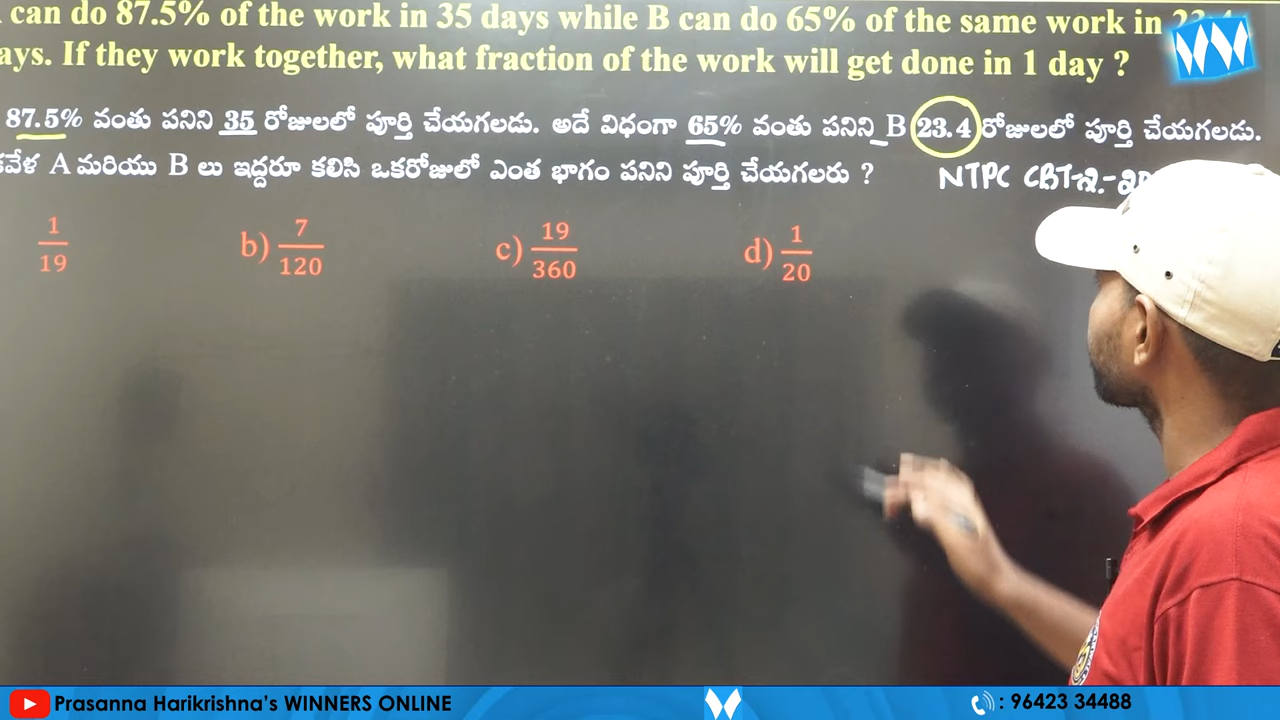 can do 87.5% of the work in 35 days while B can do 65% of the same work in
ays. If they work together, what fraction of the work will get done in 1 day ?
87.5% వంతు పనిని 35 రోజులలో పూర్తి చేయగలడు. అదే విధంగా 65% వంతు పనిని B 23.4 రోజులలో పూర్తి చేయగలడు.
కవేళ A మరియు B లు ఇద్దరూ కలిసి ఒకరోజులో ఎంత భాగం పనిని పూర్తి చేయగలరు ?
NTPC CBT-2.
1/19 b) 7/120 c) 19/360 d) 1/20
Prasanna Harikrishna's WINNERS ONLINE : 96423 34488